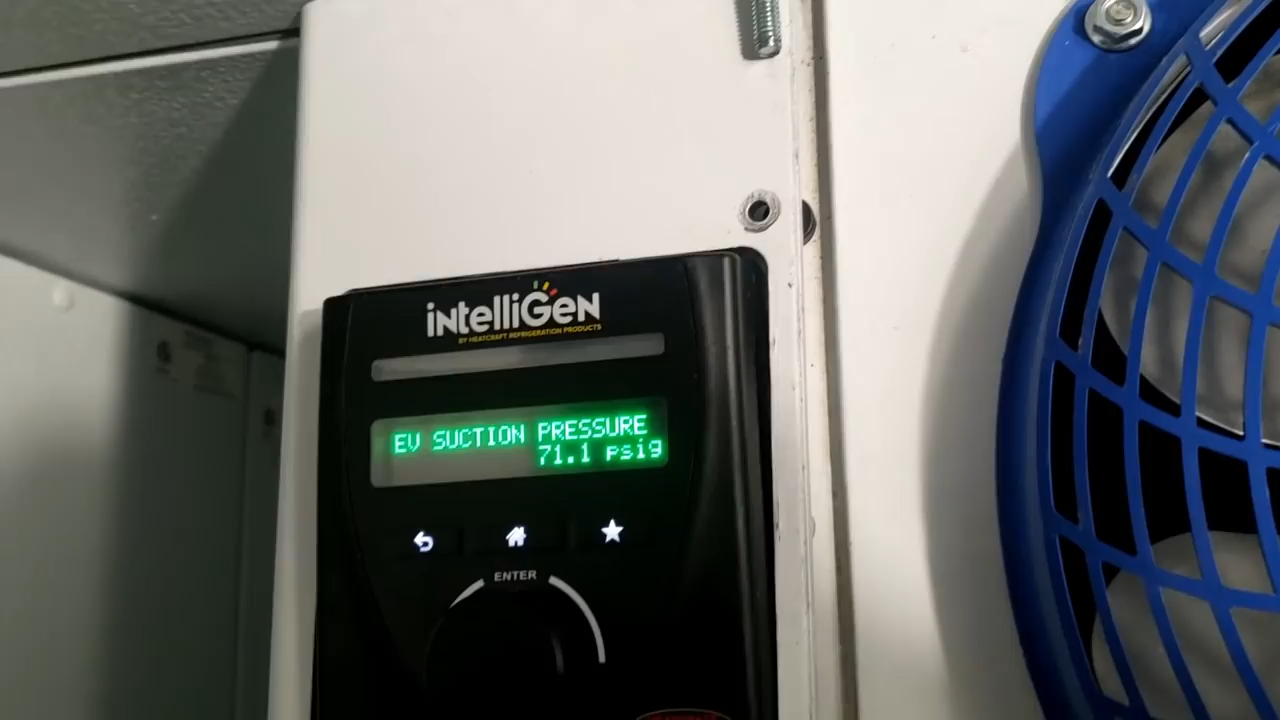 intelliGen
BY HEATCRAFT REFRIGERATION PRODUCTS
EV SUCTION PRESSURE
71.1 psig
ENTER